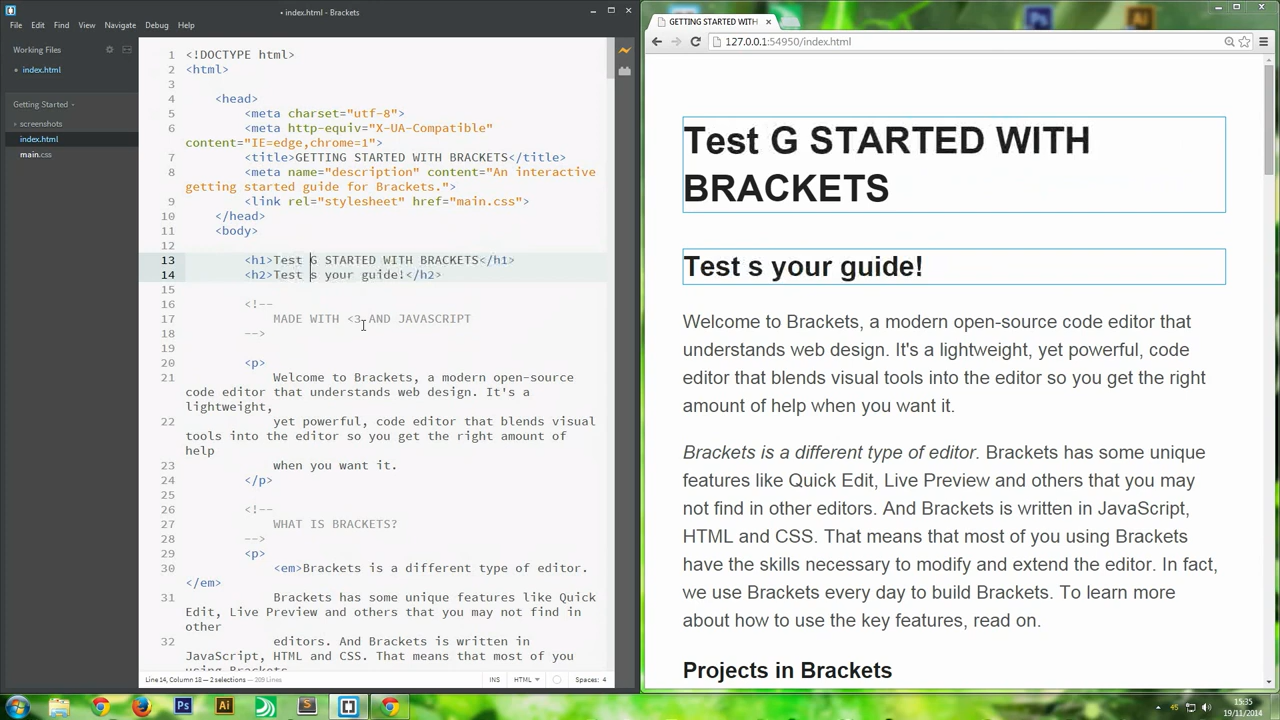 • index.html - Brackets
File Edit Find View Navigate Debug Help
Working Files
• index.html
Getting Started
screenshots
index.html
main.css
1 <!DOCTYPE html>
2 <html>
3
4 <head>
5 <meta charset="utf-8">
6 <meta http-equiv="X-UA-Compatible"
content="IE=edge,chrome=1">
7 <title>GETTING STARTED WITH BRACKETS</title>
8 <meta name="description" content="An interactive
getting started guide for Brackets.">
9 <link rel="stylesheet" href="main.css">
10 </head>
11 <body>
12
13 <h1>Test G STARTED WITH BRACKETS</h1>
14 <h2>Test s your guide!</h2>
15
16 <!--
17 MADE WITH <3 AND JAVASCRIPT
18 -->
19
20 <p>
21 Welcome to Brackets, a modern open-source
code editor that understands web design. It's a
lightweight,
22 yet powerful, code editor that blends visual
tools into the editor so you get the right amount of
help
23 when you want it.
24 </p>
25
26 <!--
27 WHAT IS BRACKETS?
28 -->
29 <p>
30 <em>Brackets is a different type of editor.
</em>
31 Brackets has some unique features like Quick
Edit, Live Preview and others that you may not find in
other
32 editors. And Brackets is written in
JavaScript, HTML and CSS. That means that most of you
using Brackets
Line 14, Column 18 — 2 selections — 209 Lines
INS HTML Spaces: 4
GETTING STARTED WITH
127.0.0.1:54950/index.html
Test G STARTED WITH
BRACKETS
Test s your guide!
Welcome to Brackets, a modern open-source code editor that
understands web design. It's a lightweight, yet powerful, code
editor that blends visual tools into the editor so you get the right
amount of help when you want it.
Brackets is a different type of editor. Brackets has some unique
features like Quick Edit, Live Preview and others that you may
not find in other editors. And Brackets is written in JavaScript,
HTML and CSS. That means that most of you using Brackets
have the skills necessary to modify and extend the editor. In fact,
we use Brackets every day to build Brackets. To learn more
about how to use the key features, read on.
Projects in Brackets
Ps Ai S
45
15:35
19/11/2014